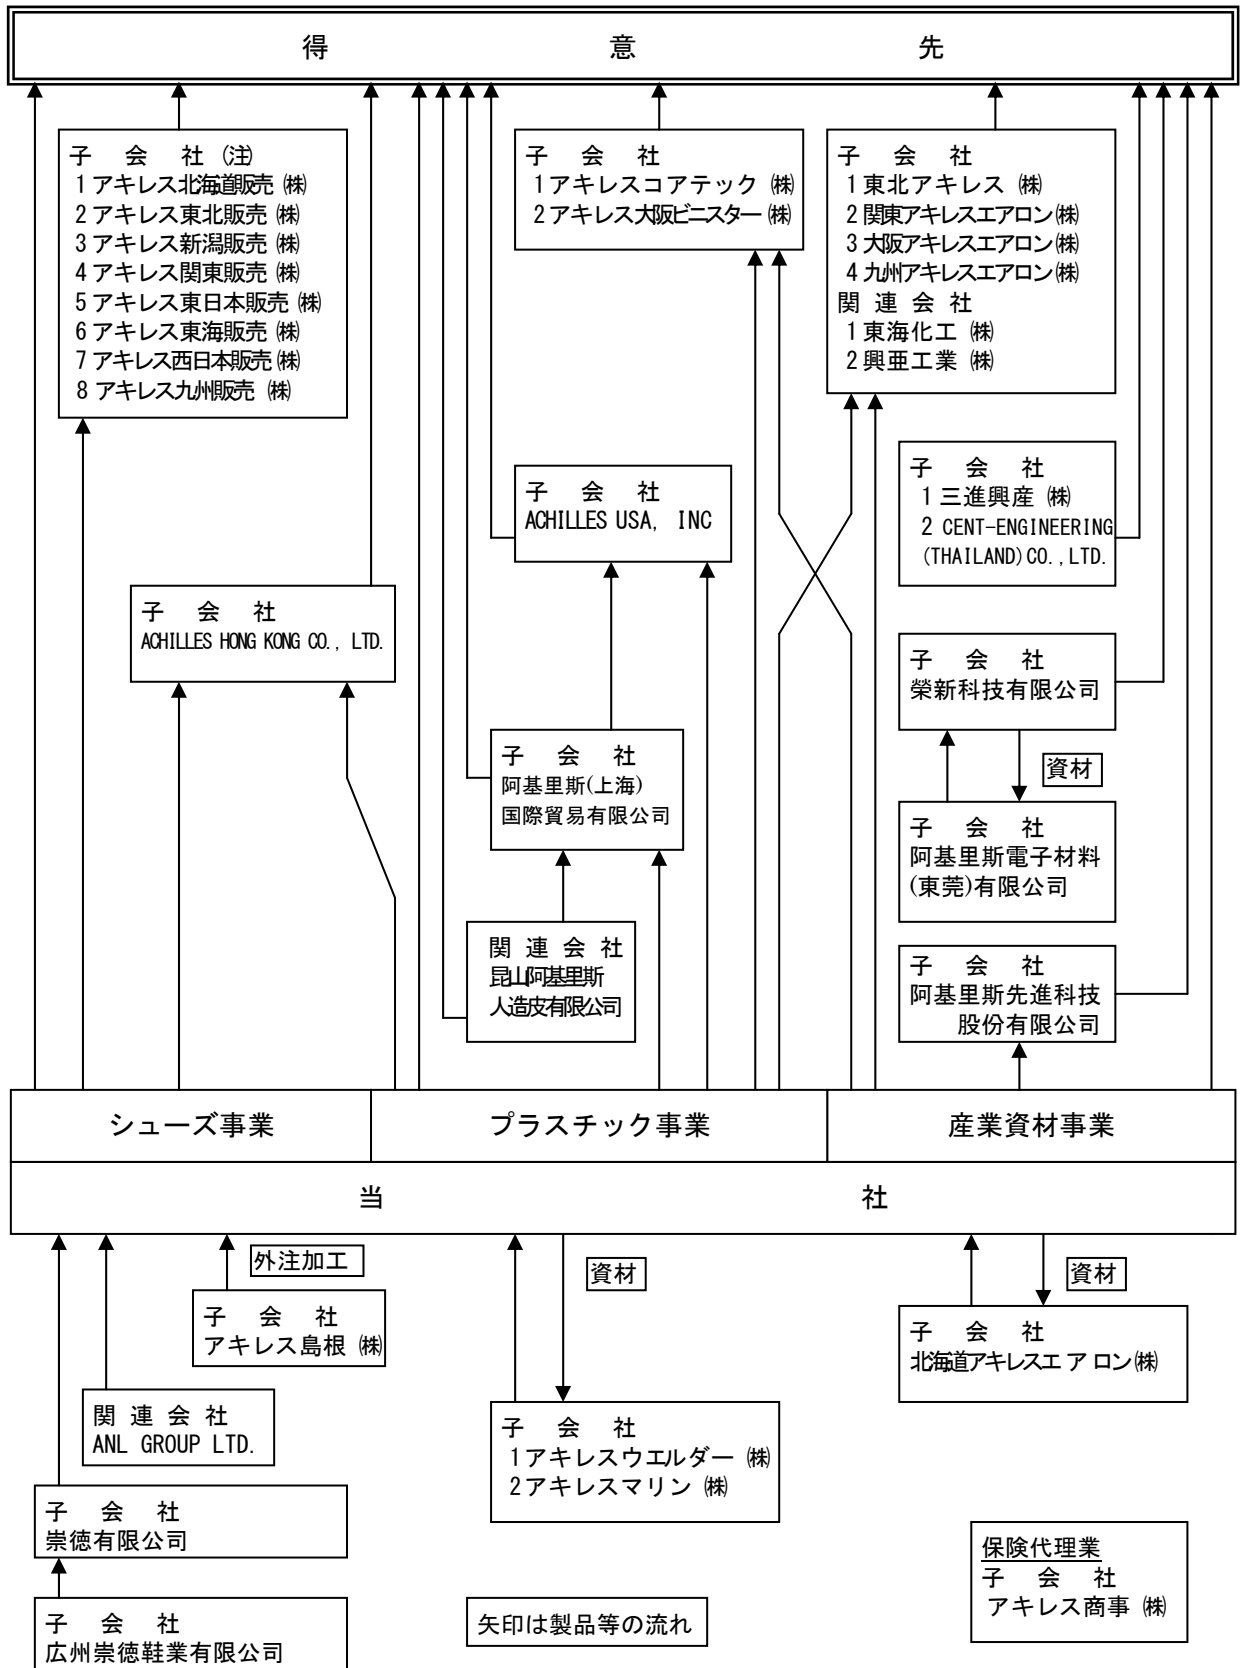 得意先
子会社(注)
1 アキレス北海道販売㈱
2 アキレス東北販売㈱
3 アキレス新潟販売㈱
4 アキレス関東販売㈱
5 アキレス東日本販売㈱
6 アキレス東海販売㈱
7 アキレス西日本販売㈱
8 アキレス九州販売㈱
子会社
1 アキレスコアテック㈱
2 アキレス大阪ビニスター㈱
子会社
1 東北アキレス㈱
2 関東アキレスエアロン㈱
3 大阪アキレスエアロン㈱
4 九州アキレスエアロン㈱
関連会社
1 東海化工㈱
2 興亜工業㈱
子会社
ACHILLES USA, INC
子会社
1 三進興産㈱
2 CENT-ENGINEERING
(THAILAND)CO.,LTD.
子会社
ACHILLES HONG KONG CO., LTD.
子会社
榮新科技有限公司
子会社
阿基里斯(上海)
国際貿易有限公司
資材
子会社
阿基里斯電子材料
(東莞)有限公司
関連会社
昆山阿基里斯
人造皮有限公司
子会社
阿基里斯先進科技
股份有限公司
シューズ事業
プラスチック事業
産業資材事業
当社
外注加工
資材
資材
子会社
アキレス島根㈱
子会社
北海道アキレスエアロン㈱
関連会社
ANL GROUP LTD.
子会社
1 アキレスウエルダー㈱
2 アキレスマリン㈱
子会社
崇徳有限公司
保険代理業
子会社
アキレス商事㈱
子会社
広州崇徳鞋業有限公司
矢印は製品等の流れ